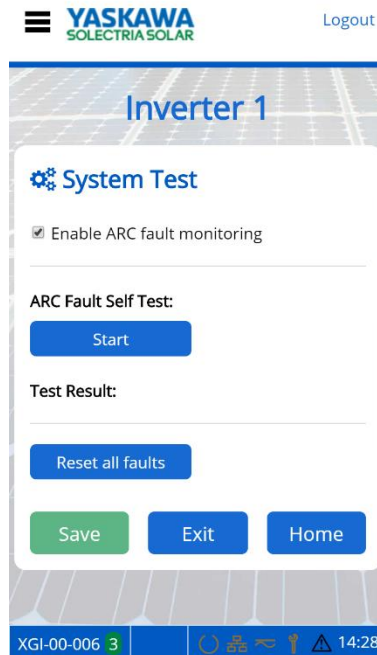 YASKAWA
SOLECTRIA SOLAR
Logout
Inverter 1
System Test
Enable ARC fault monitoring
ARC Fault Self Test:
Start
Test Result:
Reset all faults
Save Exit Home
XGI-00-006 3 14:28